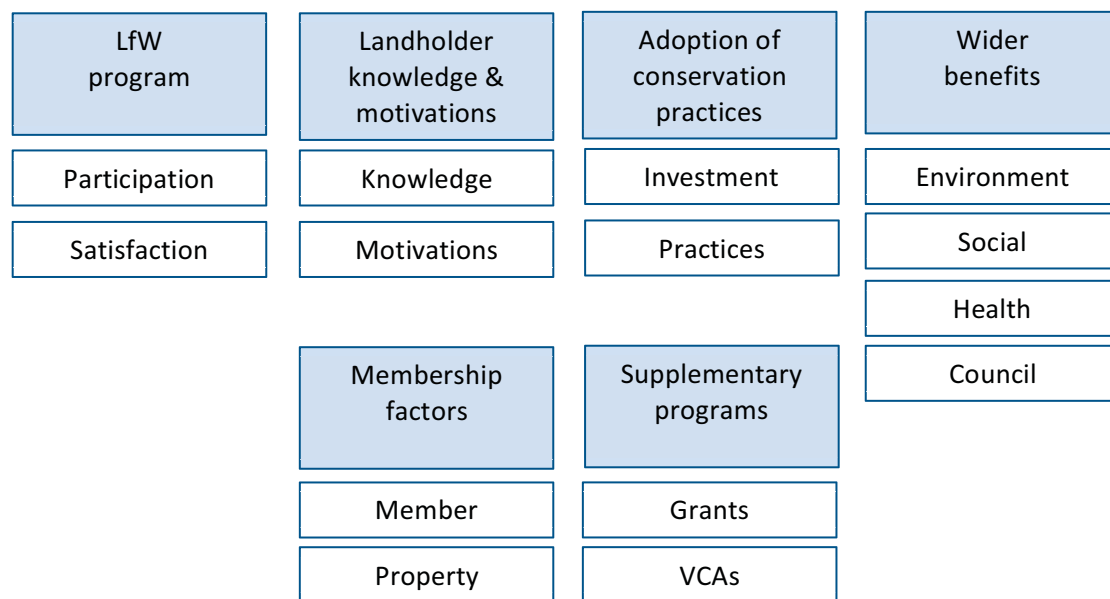 LfW
program
Participation
Satisfaction
Landholder
knowledge &
motivations
Knowledge
Motivations
Adoption of
conservation
practices
Investment
Practices
Wider
benefits
Environment
Social
Health
Council
Membership
factors
Member
Property
Supplementary
programs
Grants
VCAs